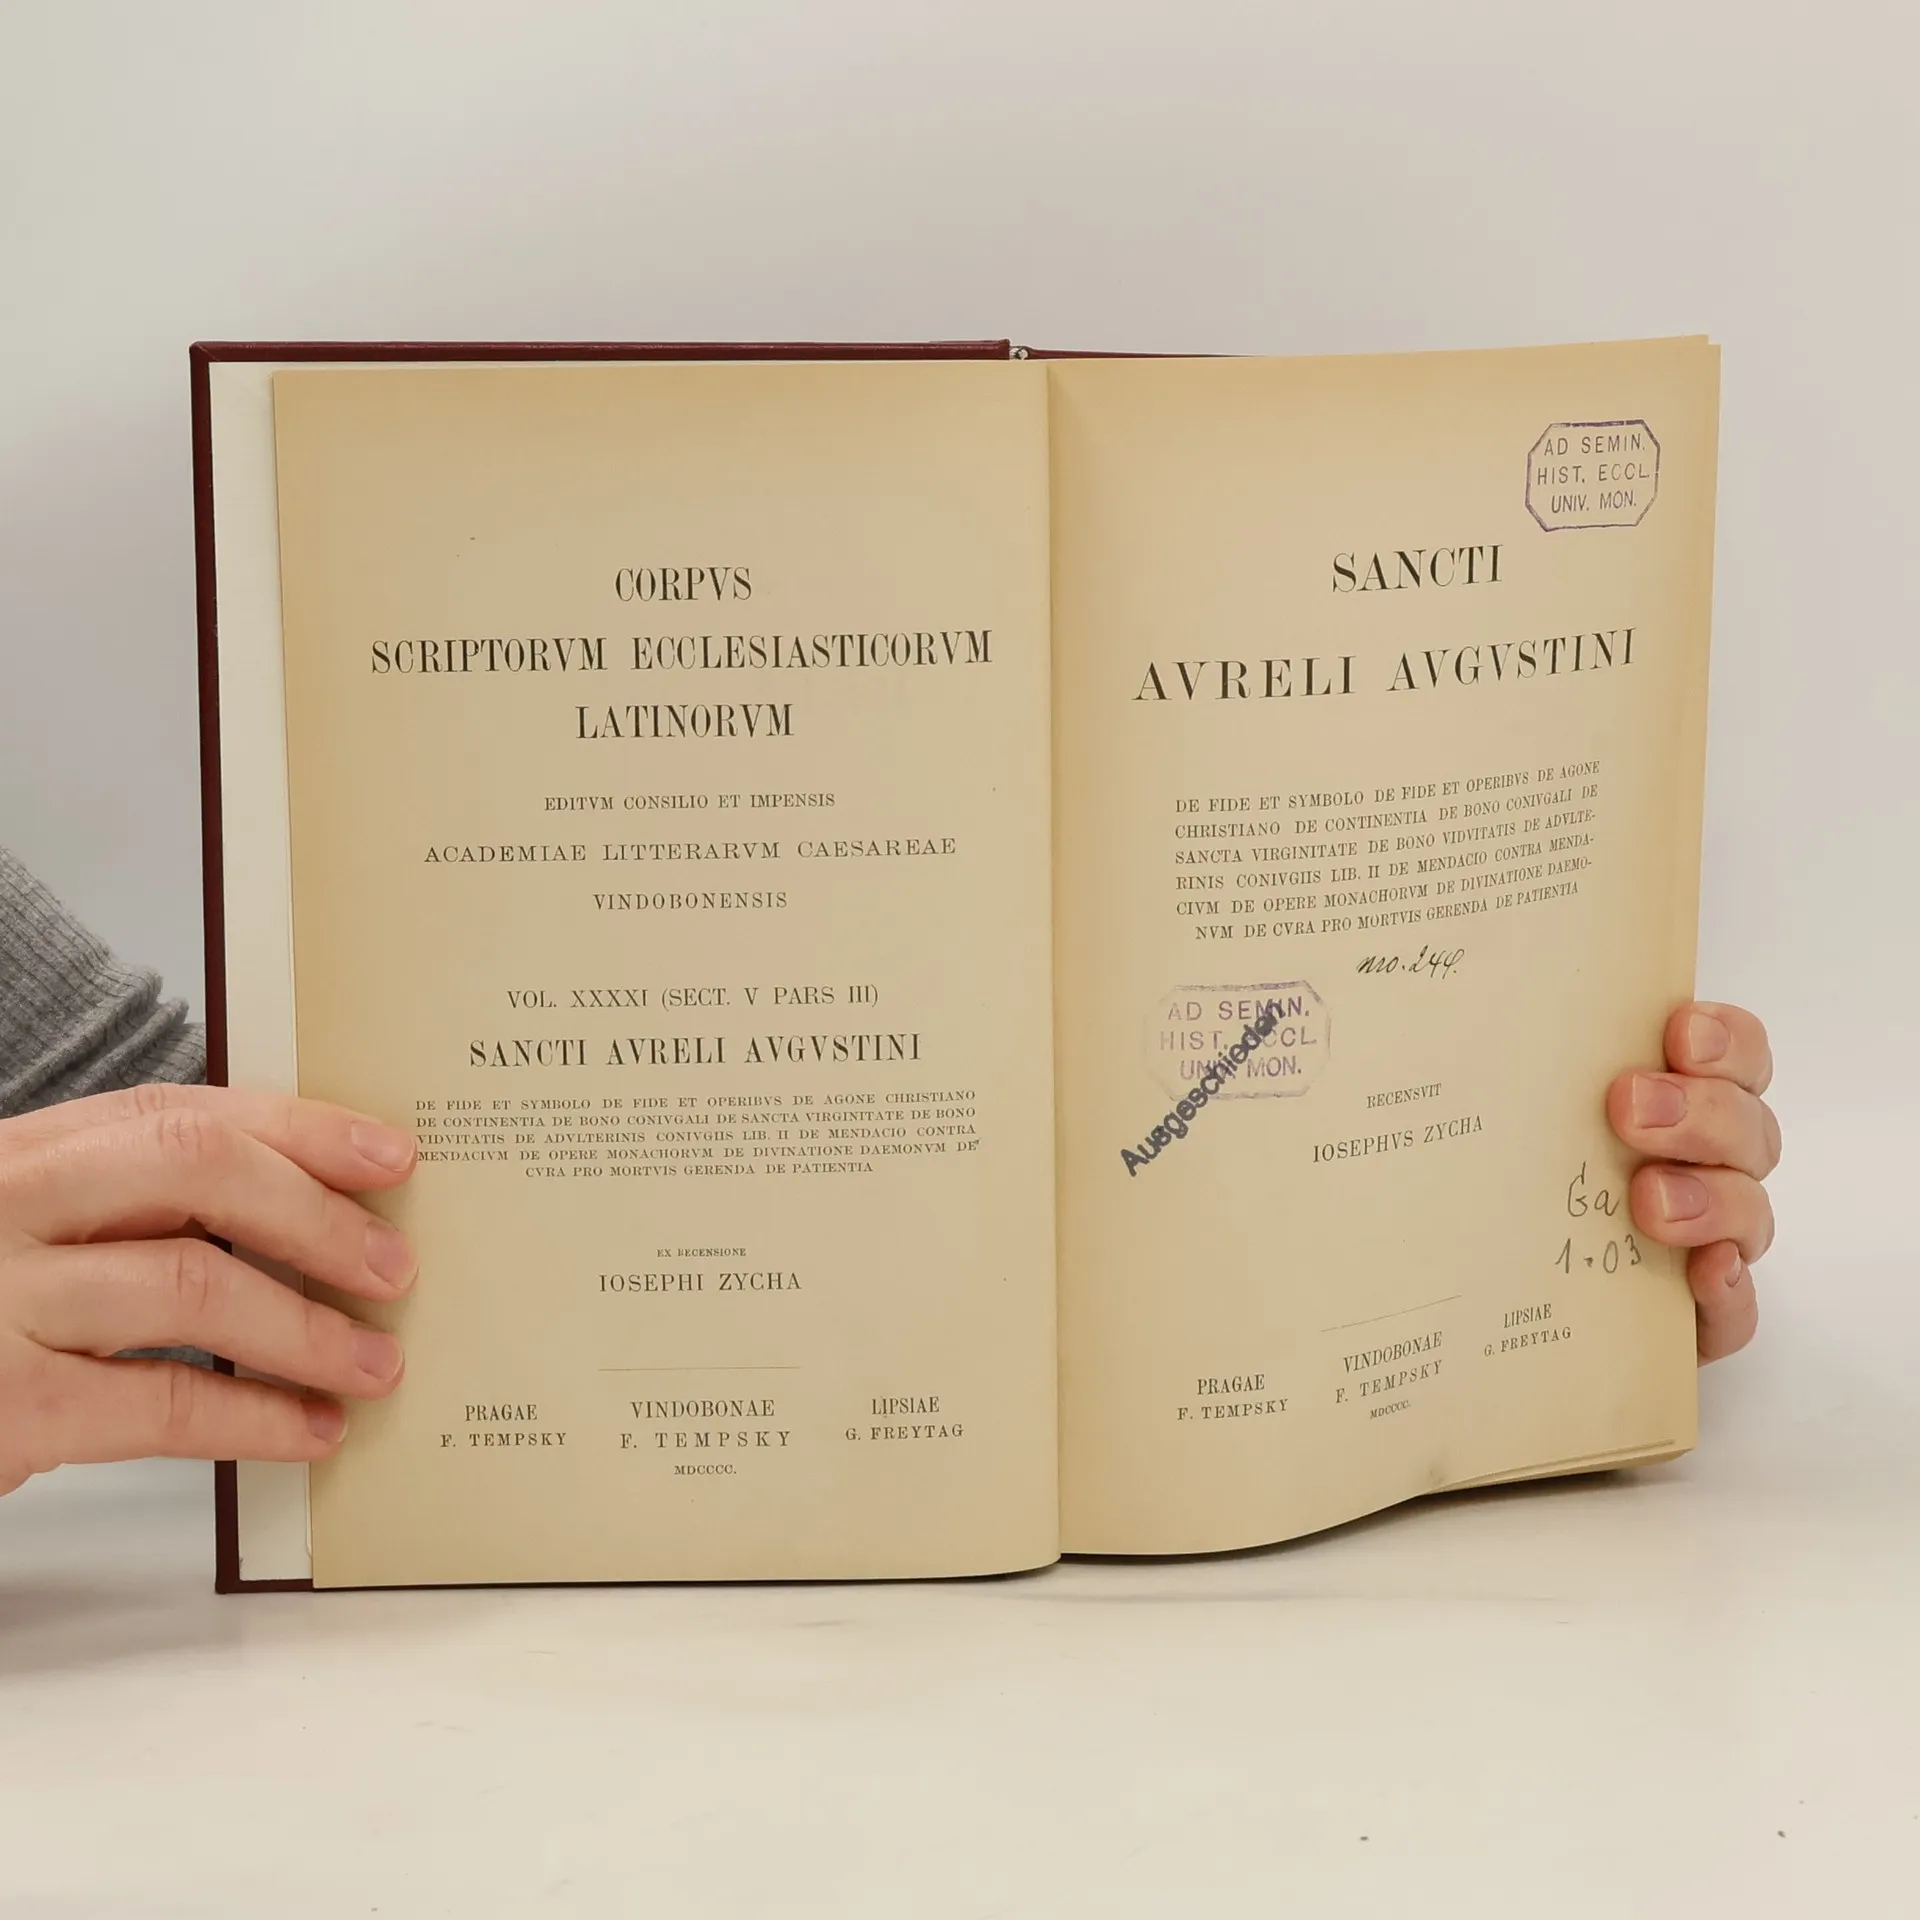 CORPVS
SCRIPTORVM ECCLESIASTICORVM
LATINORVM
EDITVM CONSILIO ET IMPENSIS
ACADEMIAE LITTERARVM CAESAREAE
VINDOBONENSIS
VOL. XXXXI (SECT. V PARS III)
SANCTI AVRELI AVGVSTINI
DE FIDE ET SYMBOLO DE FIDE ET OPERIBVS DE AGONE CHRISTIANO
DE CONTINENTIA DE BONO CONIVGALI DE SANCTA VIRGINITATE DE BONO
VIDVITATIS DE ADVLTERINIS CONIVGIIS LIB. II DE MENDACIO CONTRA
MENDACIVM DE OPERE MONACHORVM DE DIVINATIONE DAEMONVM DE
CVRA PRO MORTVIS GERENDA DE PATIENTIA
EX RECENSIONE
IOSEPHI ZYCHA
PRAGAE VINDOBONAE LIPSIAE
F. TEMPSKY F. TEMPSKY G. FREYTAG
MDCCCC.
AD SEMIN.
HIST. ECCL.
UNIV. MON.
SANCTI
AVRELI AVGVSTINI
DE FIDE ET SYMBOLO DE FIDE ET OPERIBVS DE AGONE
CHRISTIANO DE CONTINENTIA DE BONO CONIVGALI DE
SANCTA VIRGINITATE DE BONO VIDVITATIS DE ADVLTE-
RINIS CONIVGIIS LIB. II DE MENDACIO CONTRA MENDA-
CIVM DE OPERE MONACHORVM DE DIVINATIONE DAEMO-
NVM DE CVRA PRO MORTVIS GERENDA DE PATIENTIA
nro. 244.
AD SEMIN.
HIST. ECCL.
UNIV. MON.
Ausgeschieden
RECENSVIT
IOSEPHVS ZYCHA
Ga
1.03
PRAGAE VINDOBONAE LIPSIAE
F. TEMPSKY F. TEMPSKY G. FREYTAG
MDCCCC.